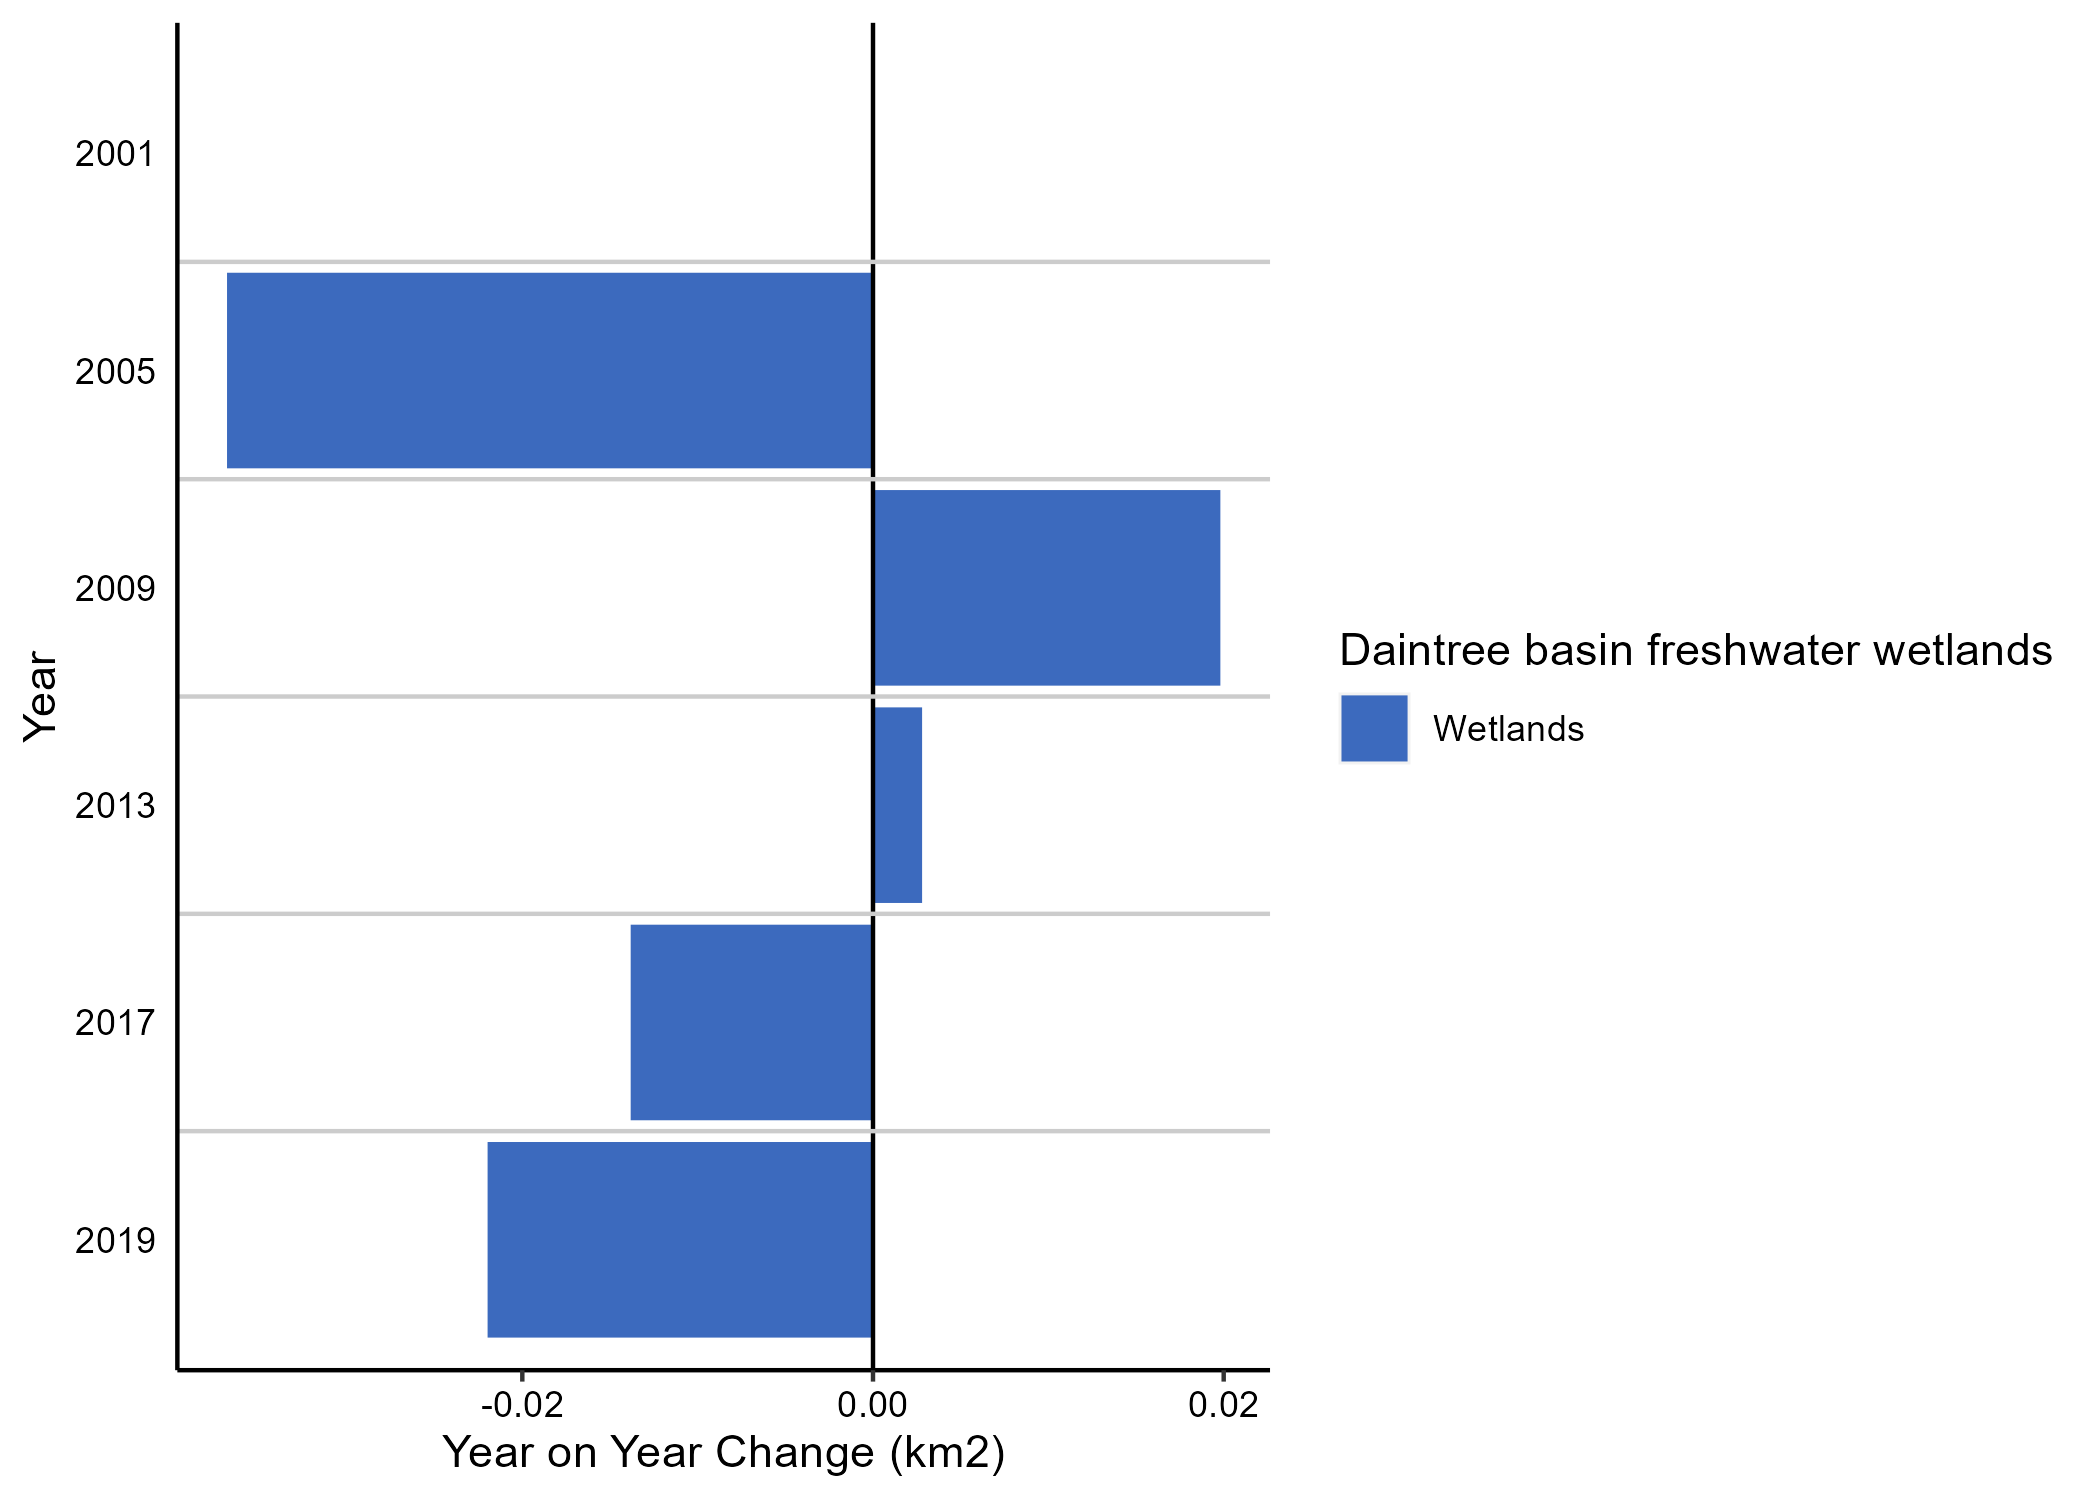 Year
2001
2005
2009
2013
2017
2019
-0.02 0.00 0.02
Year on Year Change (km2)
Daintree basin freshwater wetlands
Wetlands